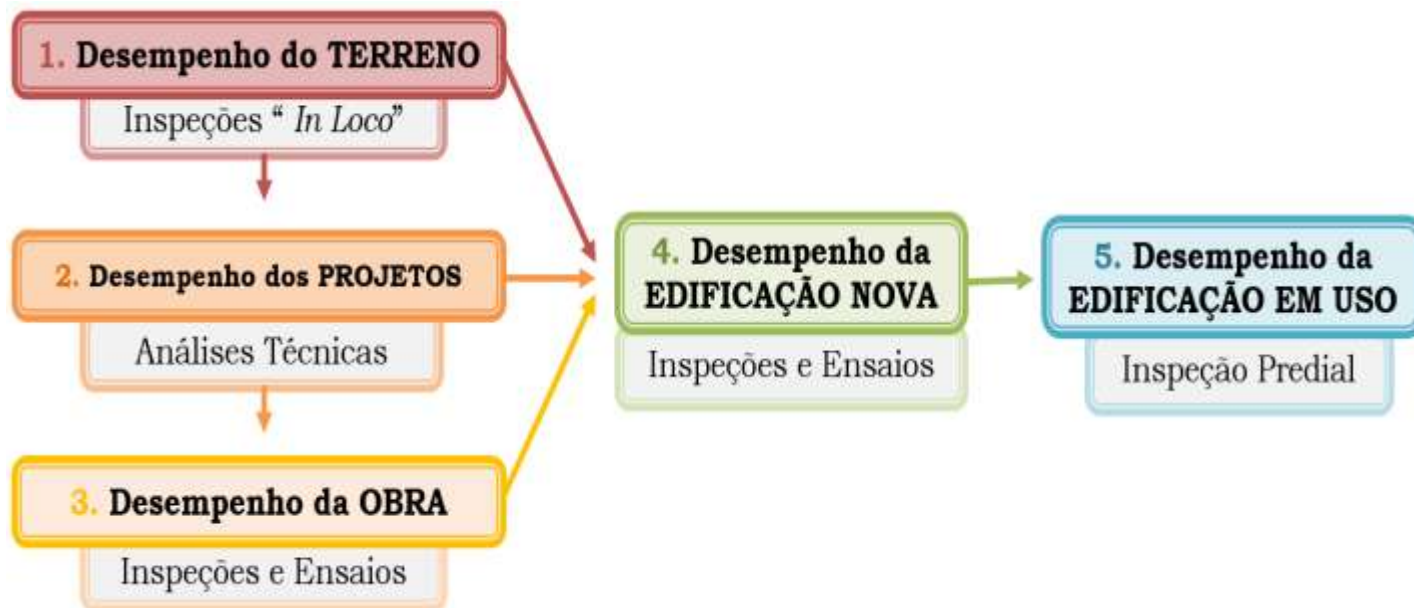 1. Desempenho do TERRENO
Inspeções “ In Loco”
2. Desempenho dos PROJETOS
Análises Técnicas
3. Desempenho da OBRA
Inspeções e Ensaios
4. Desempenho da
EDIFICAÇÃO NOVA
Inspeções e Ensaios
5. Desempenho da
EDIFICAÇÃO EM USO
Inspeção Predial